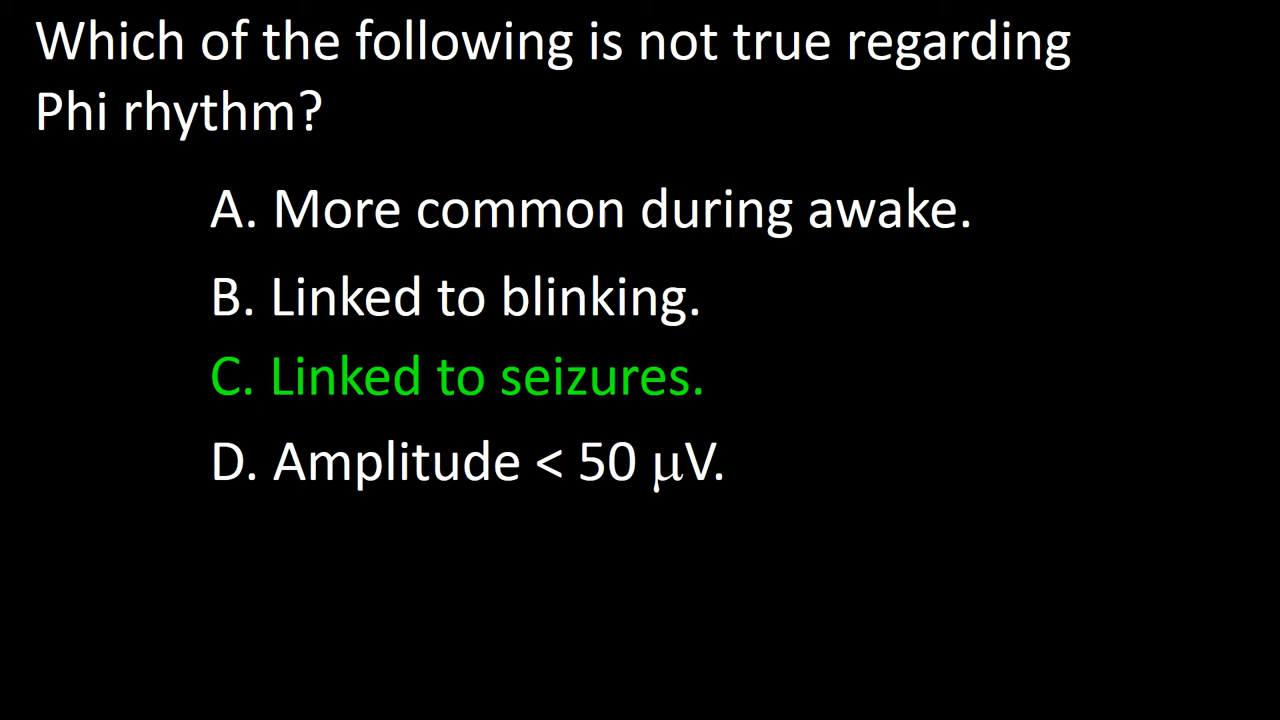 Which of the following is not true regarding
Phi rhythm?
A. More common during awake.
B. Linked to blinking.
C. Linked to seizures.
D. Amplitude < 50 μV.